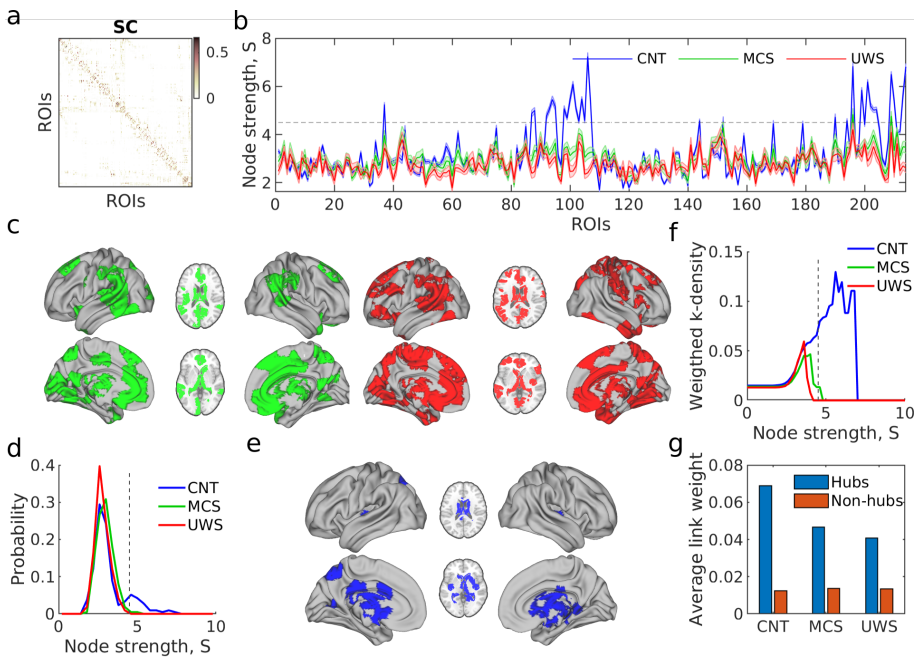 a
SC
ROIs
ROIs
0.5
0
b
Node strength, S
8
6
4
2
CNT MCS UWS
0 20 40 60 80 100 120 140 160 180 200
ROIs
c
d
Probability
0.4
0.3
0.2
0.1
0
CNT
MCS
UWS
0 5 10
Node strength, S
e
f
Weighted k-density
0.15
0.1
0.05
0
CNT
MCS
UWS
0 5 10
Node strength, S
g
Average link weight
0.08
0.06
0.04
0.02
0
Hubs
Non-hubs
CNT MCS UWS